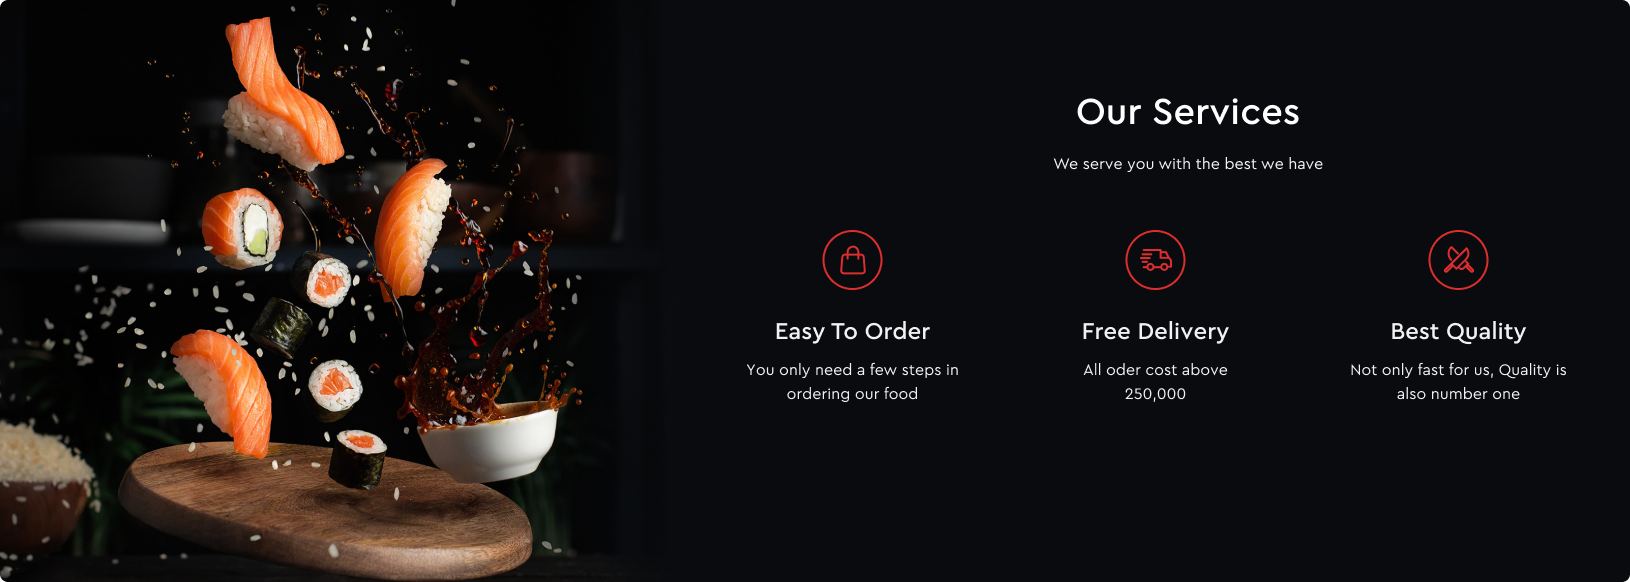 Our Services
We serve you with the best we have
Easy To Order
You only need a few steps in
ordering our food
Free Delivery
All oder cost above
250,000
Best Quality
Not only fast for us, Quality is
also number one